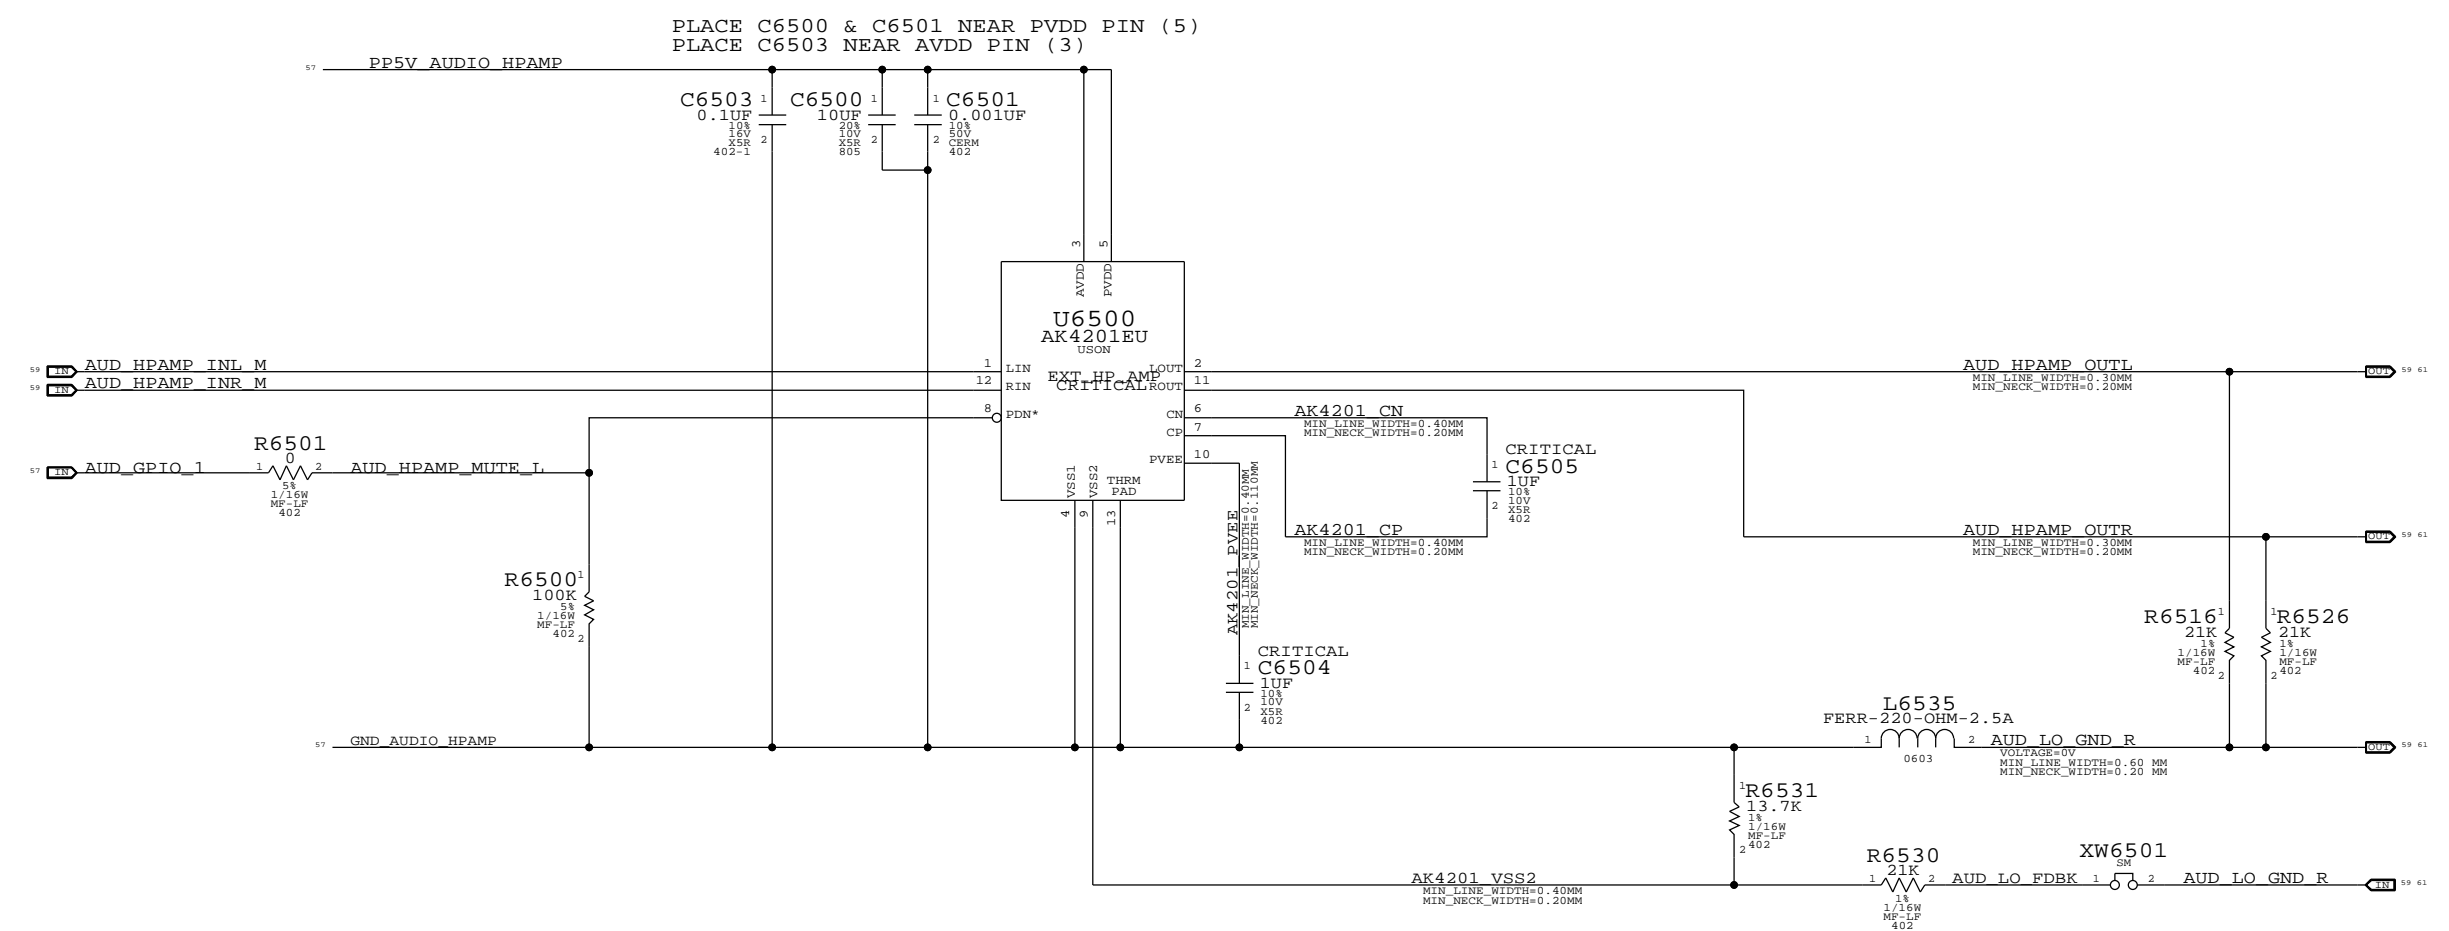 PLACE C6500 & C6501 NEAR PVDD PIN (5)
PLACE C6503 NEAR AVDD PIN (3)
57 PP5V_AUDIO_HPAMP
C6503 1
0.1UF
10%
16V
X5R
402-1
2
C6500 1
10UF
20%
10V
X5R
805
2
1 C6501
0.001UF
10%
50V
CERM
402
2
3 5
AVDD PVDD
U6500
AK4201EU
USON
EXT_HP_AMP
CRITICAL
59 IN AUD_HPAMP_INL_M 1 LIN
59 IN AUD_HPAMP_INR_M 12 RIN
8 PDN*
LOUT 2 AUD_HPAMP_OUTL OUT 59 61
MIN_LINE_WIDTH=0.30MM
MIN_NECK_WIDTH=0.20MM
ROUT 11
CN 6 AK4201_CN
MIN_LINE_WIDTH=0.40MM
MIN_NECK_WIDTH=0.20MM
CP 7
PVEE 10
VSS1 VSS2 THRM
PAD
4 9 13
R6501
0
57 IN AUD_GPIO_1 1 2 AUD_HPAMP_MUTE_L
5%
1/16W
MF-LF
402
CRITICAL
1 C6505
1UF
10%
10V
X5R
402
2
AK4201_CP
MIN_LINE_WIDTH=0.40MM
MIN_NECK_WIDTH=0.20MM
AUD_HPAMP_OUTR OUT 59 61
MIN_LINE_WIDTH=0.30MM
MIN_NECK_WIDTH=0.20MM
AK4201_PVEE
MIN_LINE_WIDTH=0.40MM
MIN_NECK_WIDTH=0.110MM
R6500 1
100K
5%
1/16W
MF-LF
402
2
CRITICAL
1 C6504
1UF
10%
10V
X5R
402
2
R6516 1
21K
1%
1/16W
MF-LF
402
2
1 R6526
21K
1%
1/16W
MF-LF
402
2
57 GND_AUDIO_HPAMP
L6535
FERR-220-OHM-2.5A
1 2 AUD_LO_GND_R OUT 59 61
0603
VOLTAGE=0V
MIN_LINE_WIDTH=0.60 MM
MIN_NECK_WIDTH=0.20 MM
1 R6531
13.7K
1%
1/16W
MF-LF
402
2
AK4201_VSS2
MIN_LINE_WIDTH=0.40MM
MIN_NECK_WIDTH=0.20MM
R6530
21K
1 2
1%
1/16W
MF-LF
402
AUD_LO_FDBK
XW6501
SM
1 2 AUD_LO_GND_R IN 59 61